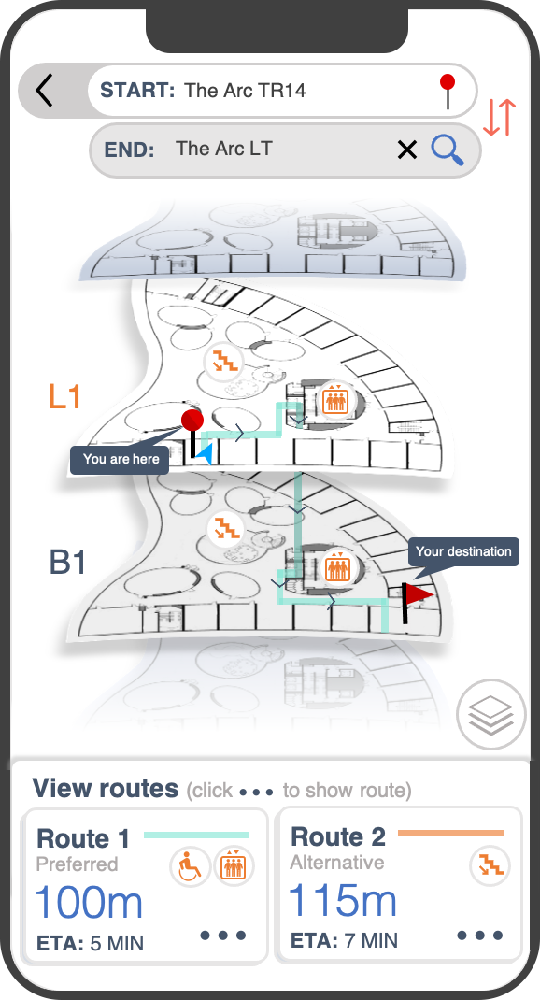 START: The Arc TR14
END: The Arc LT
L1
You are here
B1
Your destination
View routes (click ••• to show route)
Route 1
Preferred
100m
ETA: 5 MIN
Route 2
Alternative
115m
ETA: 7 MIN